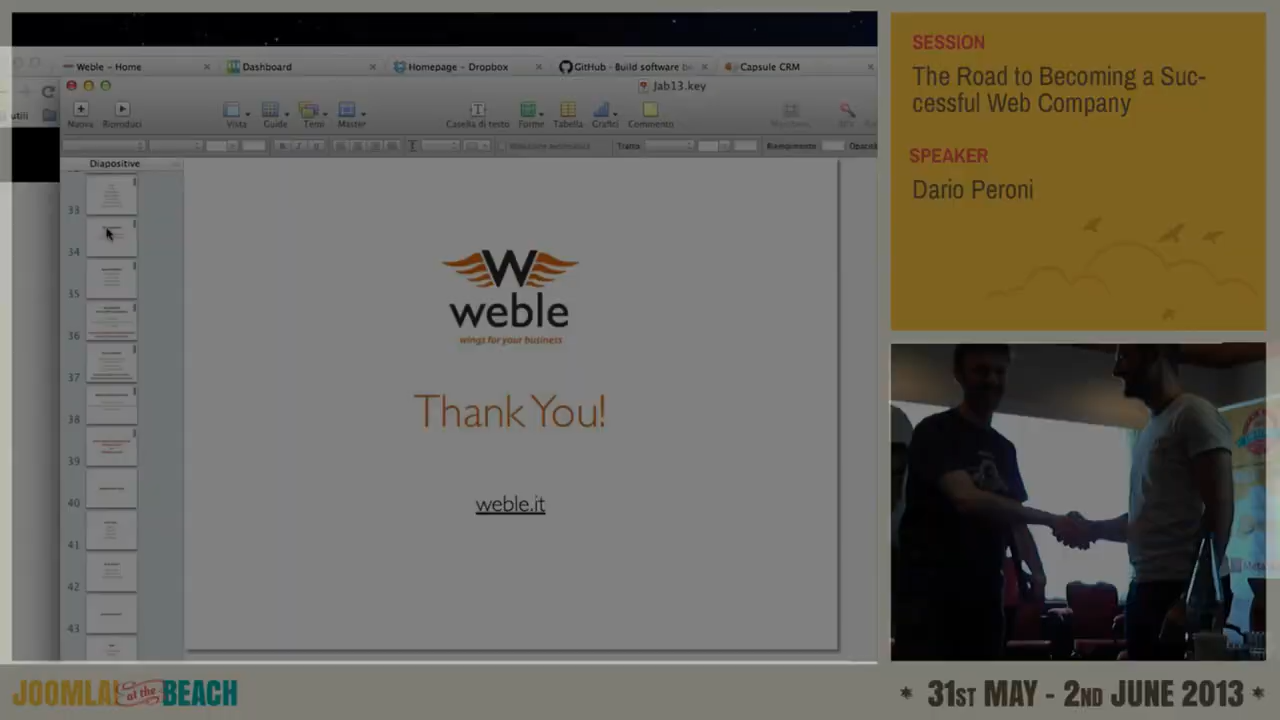 Weble - Home
Dashboard
Homepage - Dropbox
GitHub - Build software
Capsule CRM
Jab13.key
Nuova
Riproduci
Vista
Guide
Temi
Master
Casella di testo
Forme
Tabella
Grafici
Commento
Tratto
Riempimento
Diapositive
33
34
35
36
37
38
39
40
41
42
43
W
weble
wings for your business
Thank You!
weble.it
SESSION
The Road to Becoming a Suc-
cessful Web Company
SPEAKER
Dario Peroni
JOOMLA! at the BEACH
* 31ST MAY - 2ND JUNE 2013 *